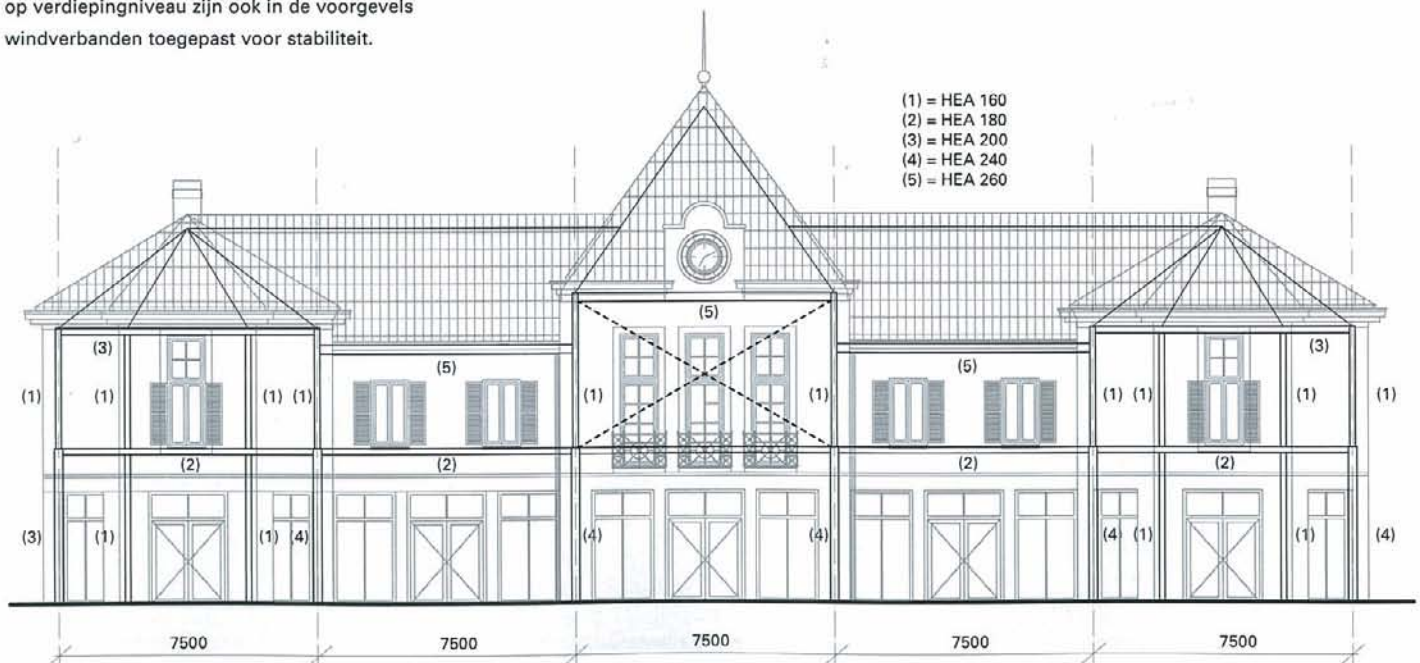 op verdiepingniveau zijn ook in de voorgevels
windverbanden toegepast voor stabiliteit.
(1) = HEA 160
(2) = HEA 180
(3) = HEA 200
(4) = HEA 240
(5) = HEA 260
(5)
(3) (5) (5) (3)
(1) (1) (1) (1) (1) (1) (1) (1) (1) (1)
(2) (2) (2) (2)
(3) (1) (1) (4) (4) (4) (4) (1) (1) (4)
7500 7500 7500 7500 7500